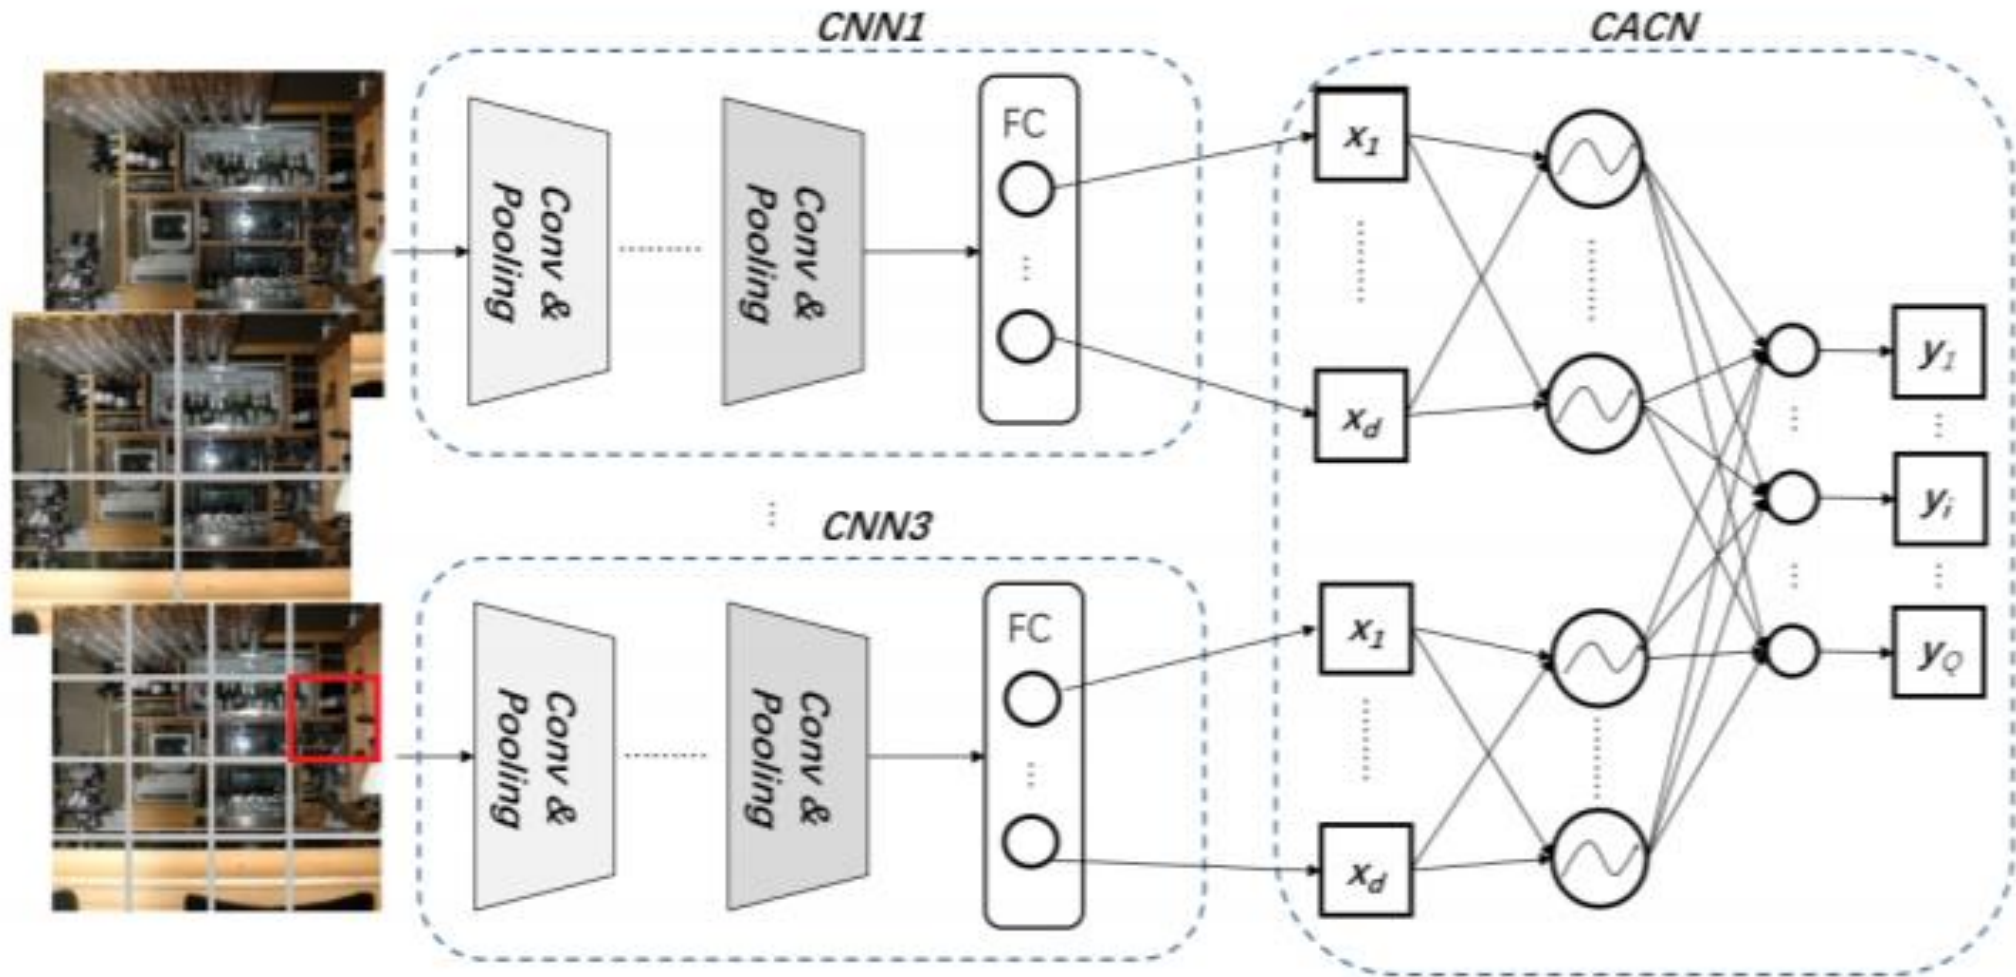 CNN1
CACN
Conv &
Pooling
Conv &
Pooling
FC
x1
xd
y1
yi
yQ
CNN3
Conv &
Pooling
Conv &
Pooling
FC
x1
xd